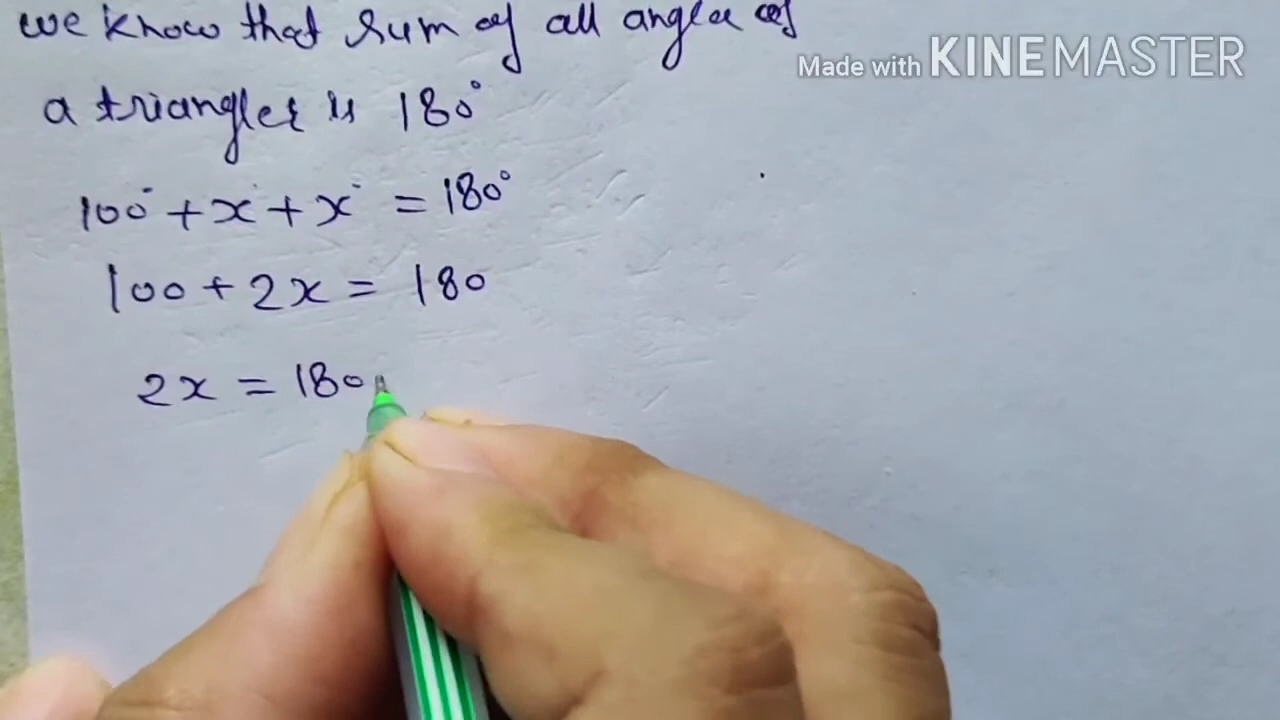 we know that sum of all angles of
Made with KINEMASTER
a triangles is 180°
100° + x° + x° = 180°
100 + 2x = 180
2x = 180